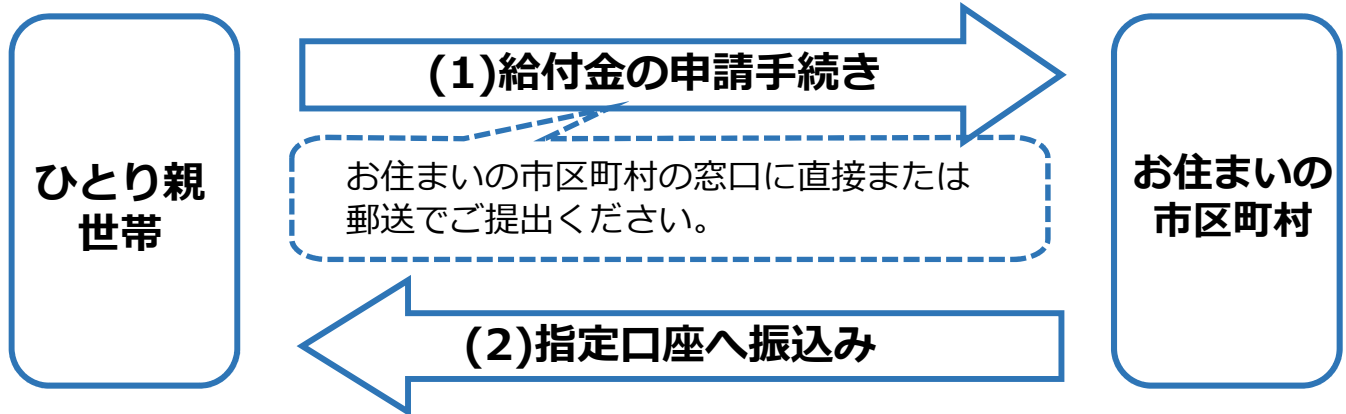 (1)給付金の申請手続き
ひとり親
世帯
お住まいの市区町村の窓口に直接または
郵送でご提出ください。
お住まいの
市区町村
(2)指定口座へ振込み